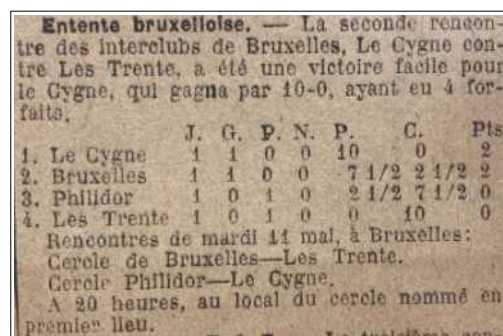 Entente bruxelloise. — La seconde rencon-
tre des interclubs de Bruxelles, Le Cygne con-
tre Les Trente, a été une victoire facile pour
le Cygne, qui gagna par 10-0, ayant eu 4 for-
faits.
J. G. P. N. P. C. Pts
1. Le Cygne 1 1 0 0 10 0 2
2. Bruxelles 1 1 0 0 7 1/2 2 1/2 2
3. Philidor 1 0 1 0 2 1/2 7 1/2 0
4. Les Trente 1 0 1 0 0 10 0
Rencontres de mardi 11 mai, à Bruxelles:
Cercle de Bruxelles—Les Trente.
Cercle Philidor—Le Cygne.
A 20 heures, au local du cercle nommé en
premier lieu.